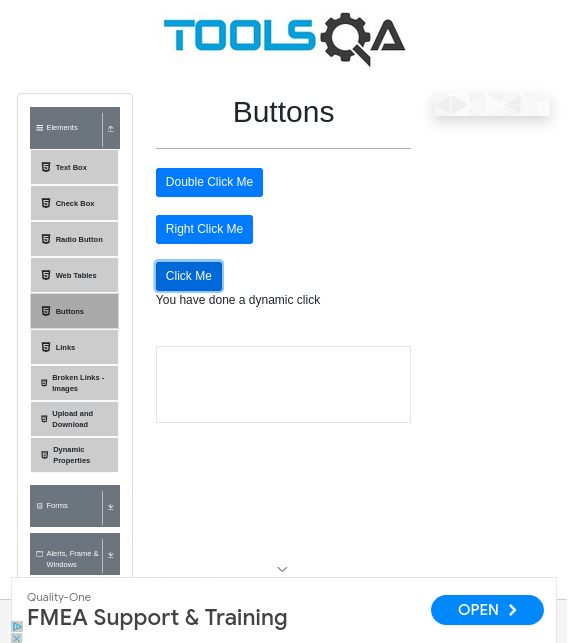 TOOLSQA
Elements
Text Box
Check Box
Radio Button
Web Tables
Buttons
Links
Broken Links -
Images
Upload and
Download
Dynamic
Properties
Forms
Alerts, Frame &
Windows
Buttons
Double Click Me
Right Click Me
Click Me
You have done a dynamic click
Quality-One
FMEA Support & Training
OPEN